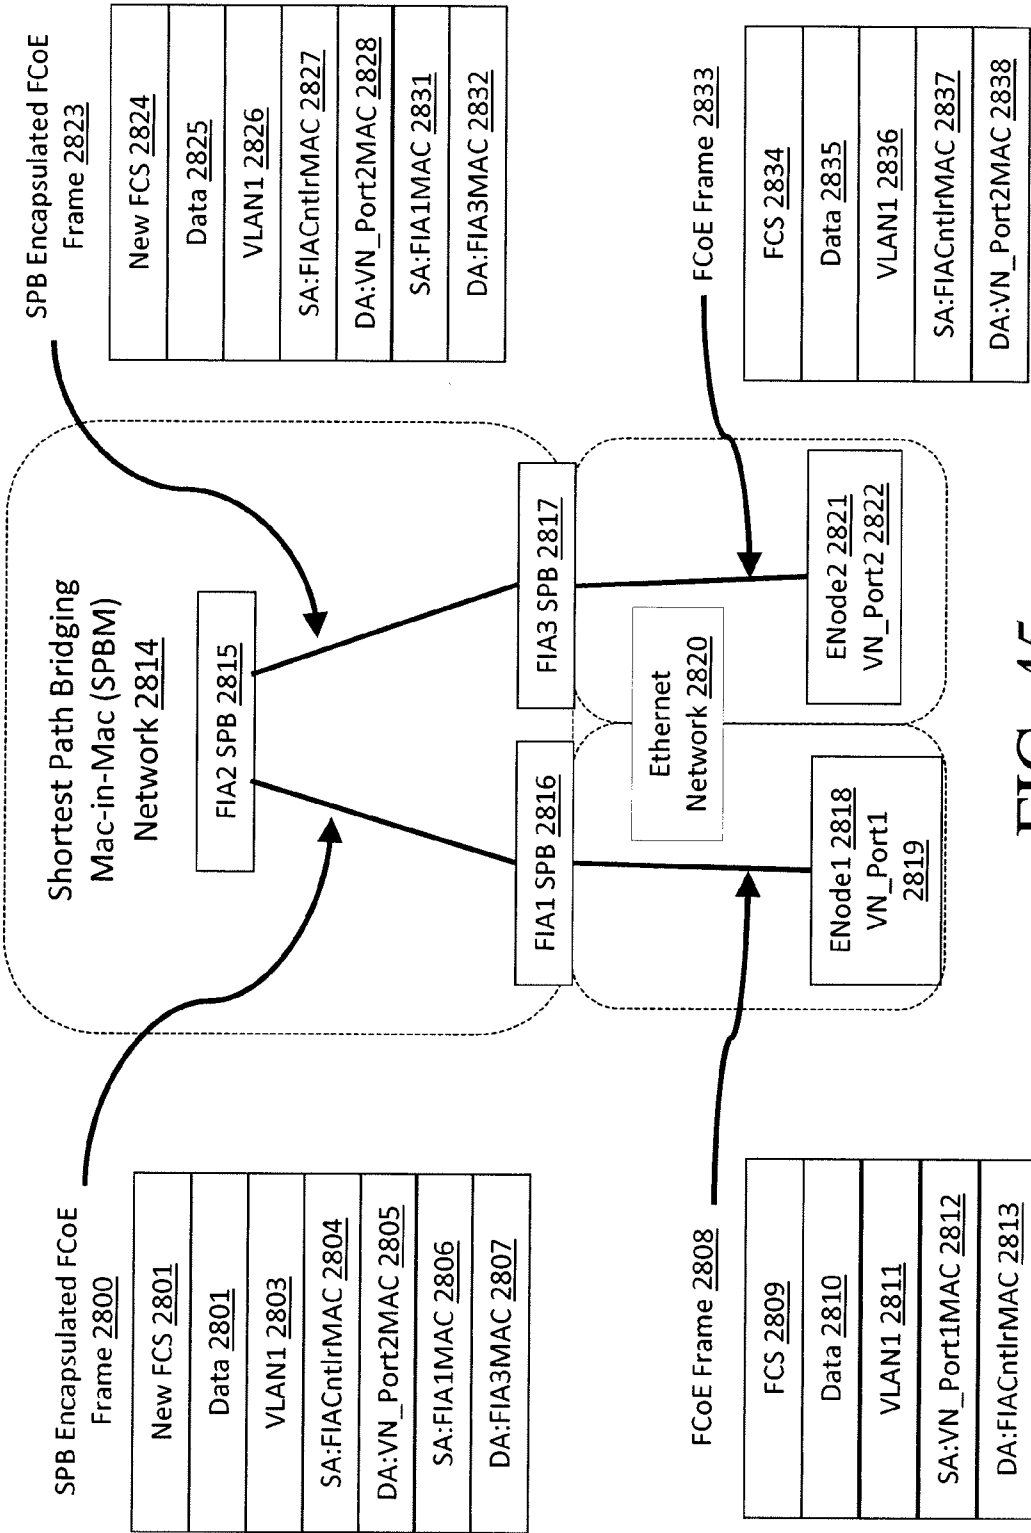 SPB Encapsulated FCoE
Frame 2800
New FCS 2801
Data 2801
VLAN1 2803
SA:FIACntlrMAC 2804
DA:VN_Port2MAC 2805
SA:FIA1MAC 2806
DA:FIA3MAC 2807
Shortest Path Bridging
Mac-in-Mac (SPBM)
Network 2814
FIA2 SPB 2815
SPB Encapsulated FCoE
Frame 2823
New FCS 2824
Data 2825
VLAN1 2826
SA:FIACntlrMAC 2827
DA:VN_Port2MAC 2828
SA:FIA1MAC 2831
DA:FIA3MAC 2832
FIA1 SPB 2816
FIA3 SPB 2817
Ethernet
Network 2820
FCoE Frame 2808
FCS 2809
Data 2810
VLAN1 2811
SA:VN_Port1MAC 2812
DA:FIACntlrMAC 2813
ENode1 2818
VN_Port1
2819
ENode2 2821
VN_Port2 2822
FCoE Frame 2833
FCS 2834
Data 2835
VLAN1 2836
SA:FIACntlrMAC 2837
DA:VN_Port2MAC 2838
FIG. 45